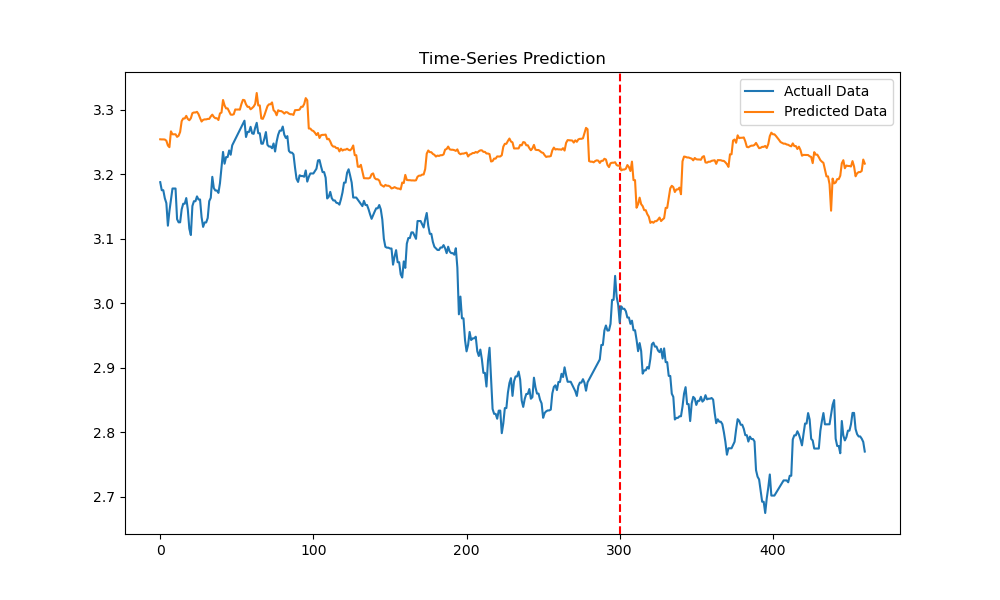 Time-Series Prediction
Actuall Data
Predicted Data
3.3
3.2
3.1
3.0
2.9
2.8
2.7
0 100 200 300 400